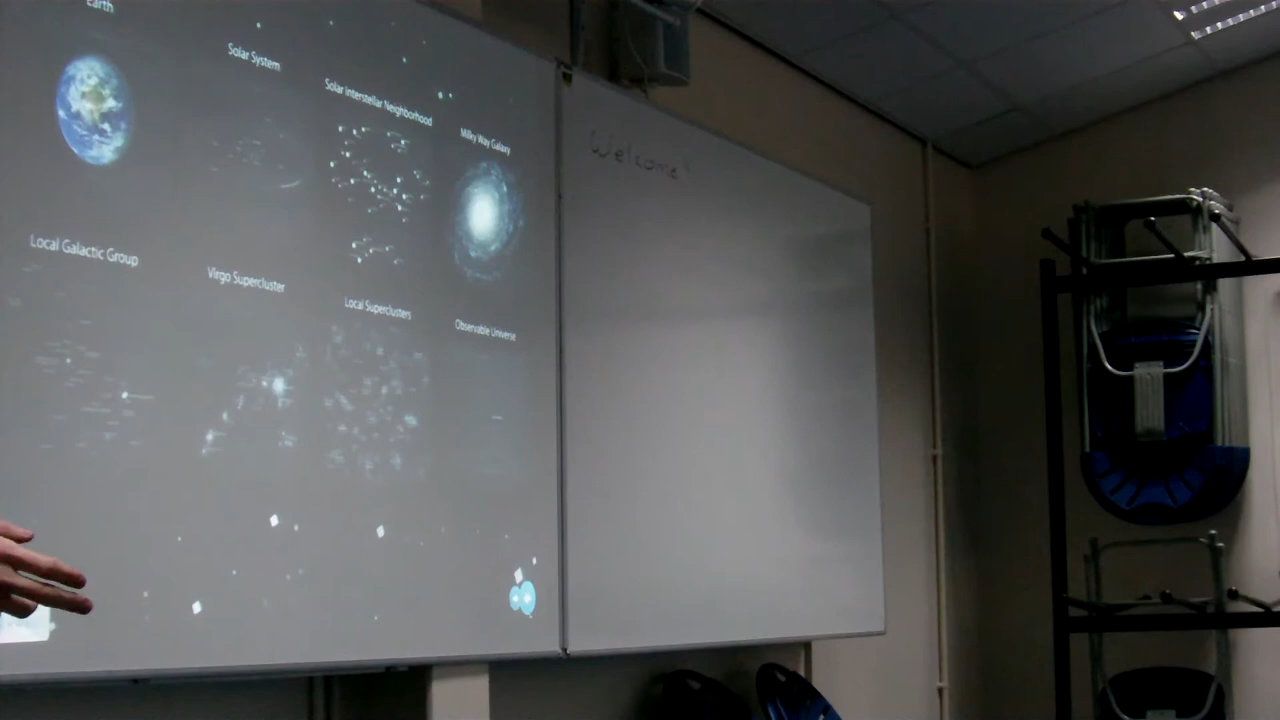 Earth
Solar System
Solar Interstellar Neighborhood
Milky Way Galaxy
Local Galactic Group
Virgo Supercluster
Local Superclusters
Observable Universe
Welcome!